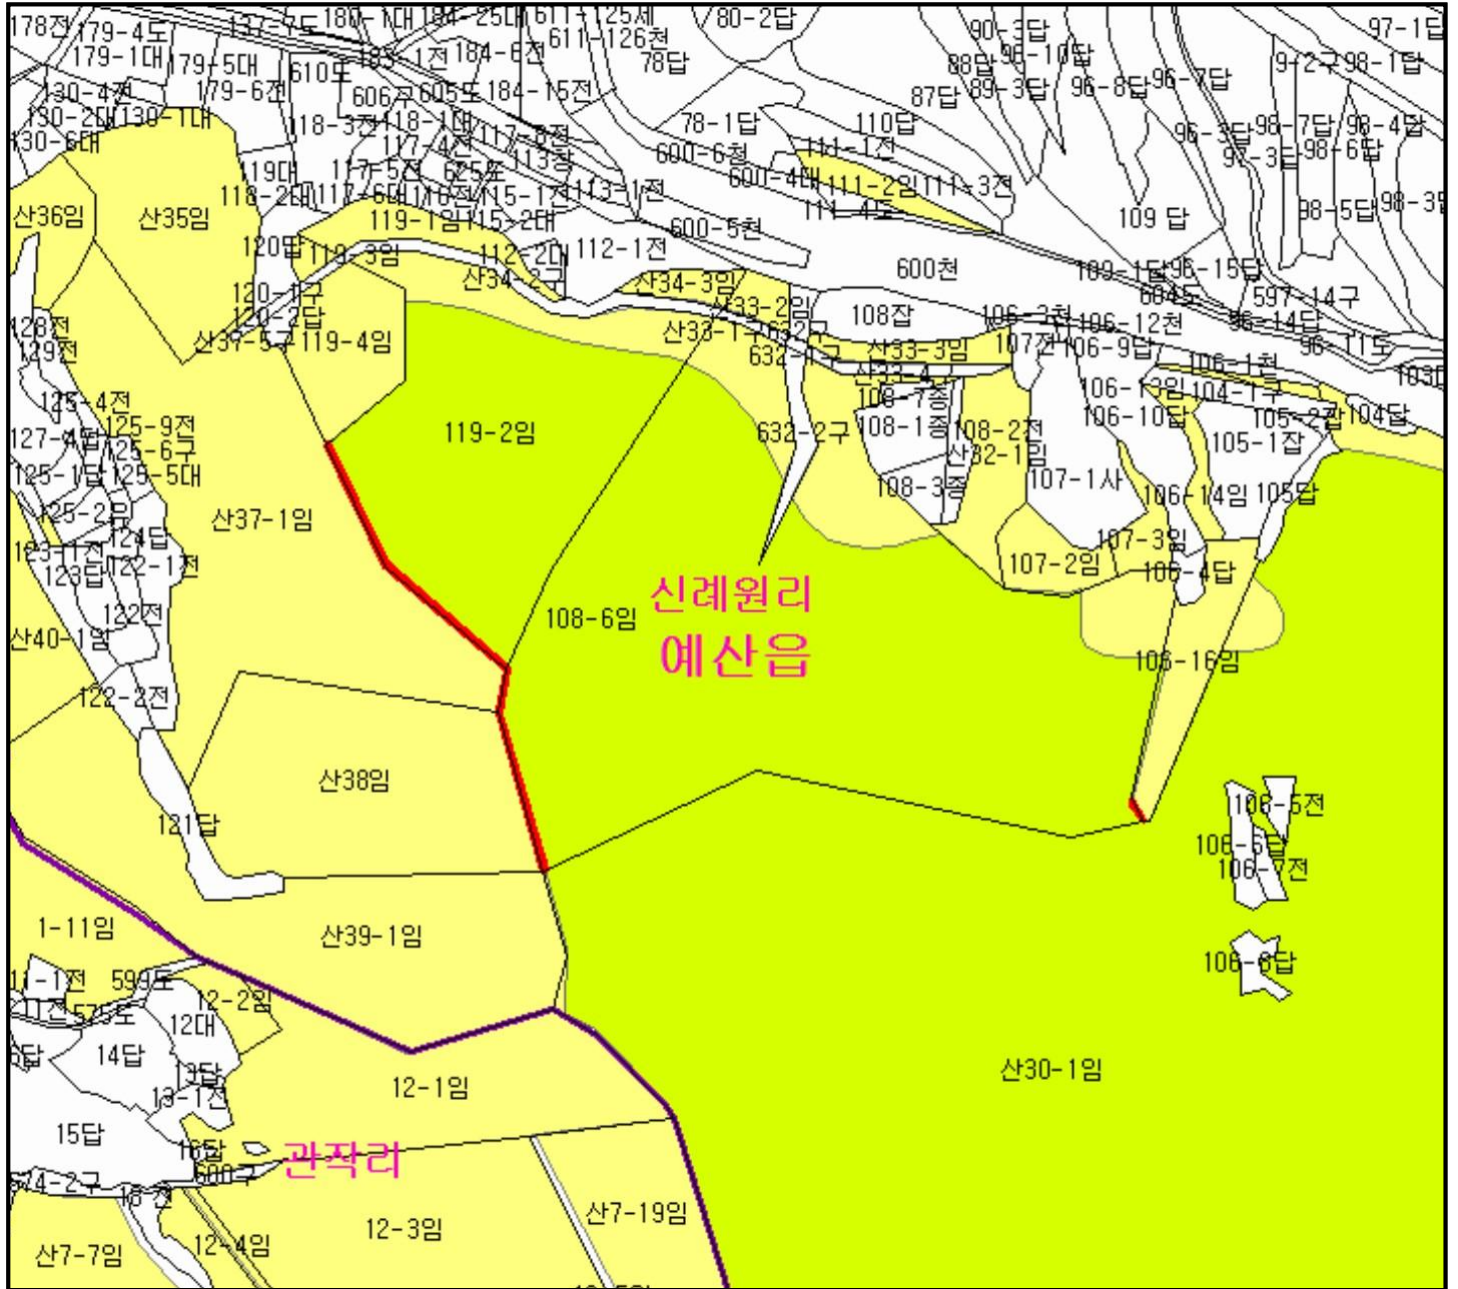 178전
179-4도
137-7도
180-1대
184-25대
611-125제
80-2답
90-3답
97-1답
179-1대
179-5대
610도
184-6전
611-126천
78답
88답
96-10답
96-7답
9-2구
98-1답
130-4전
179-6전
606구
605도
184-15전
87답
89-3답
96-8답
130-2대
130-1대
118-3전
118-1대
117-8전
78-1답
110답
96-3답
98-7답
98-4답
130-6대
117-4전
600-6청
111-1전
98-6답
119대
117-5전
625도
113-1전
600-4대
111-2임
111-3전
118-2대
117-6대
116전
115-1전
111-4도
98-5답
산36임
산35임
119-1임
115-2대
600-5천
109 답
120답
119-3임
112-2대
112-1전
600천
109-1답
96-15답
산34-2구
산34-3임
604도
597-14구
120-1구
120-2답
산33-2임
108잡
106-3천
106-12천
96-14답
128전
119-4임
632구
107전
96-11도
129전
632-1구
산33-3임
106-9답
106-1천
106-13임
104-1구
125-4전
108-7종
106-10답
105-2잡
104답
127-4답
125-9전
119-2임
632-2구
108-1종
108-2전
105-1잡
125-6구
산32-1임
125-1답
125-5대
108-3종
107-1사
106-14임
105답
125-2임
산37-1임
124답
107-3임
123-1전
122-1전
107-2임
106-4답
123답
신례원리
122전
108-6임
산40-1임
예산읍
106-16임
122-2전
산38임
106-5전
121답
106-6답
106-7전
1-11임
산39-1임
106-8답
11-1전
599도
12-2임
575도
12대
14답
산30-1임
13답
12-1임
13-1전
15답
16답
관작리
600구
574-2구
18 전
산7-19임
12-3임
12-4임
산7-7임